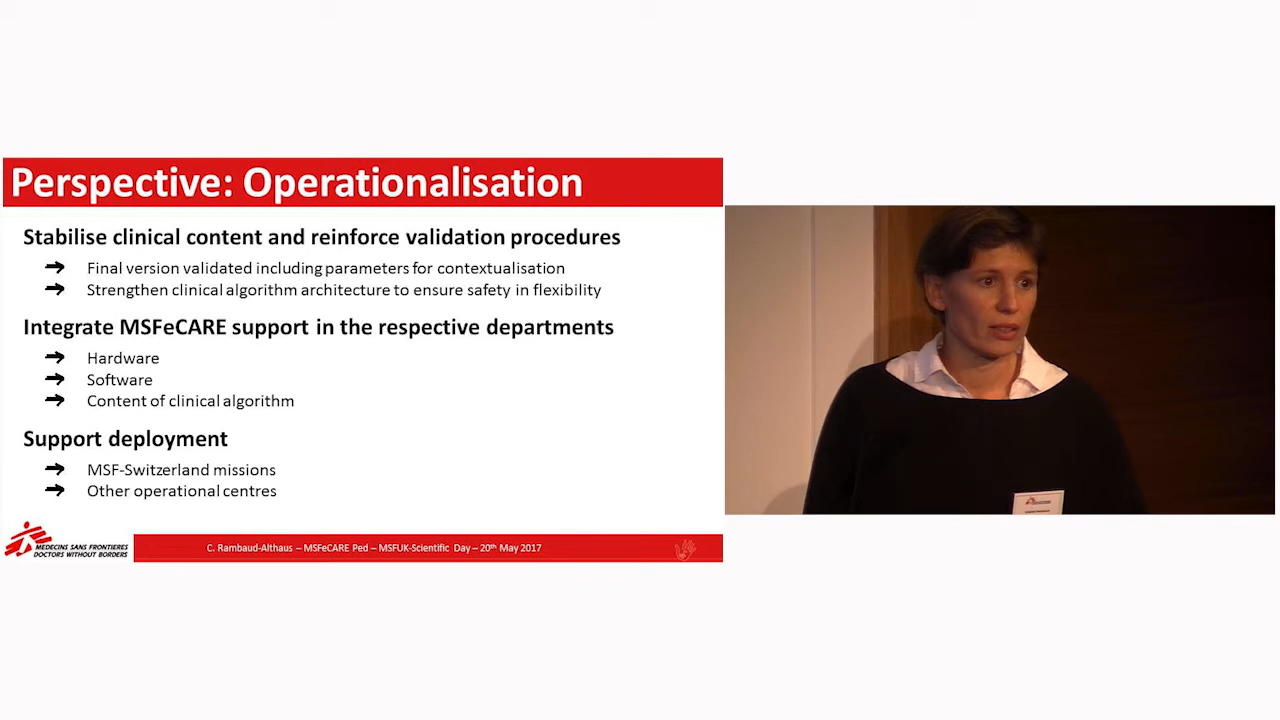 Perspective: Operationalisation
Stabilise clinical content and reinforce validation procedures
→ Final version validated including parameters for contextualisation
→ Strengthen clinical algorithm architecture to ensure safety in flexibility
Integrate MSFeCARE support in the respective departments
→ Hardware
→ Software
→ Content of clinical algorithm
Support deployment
→ MSF-Switzerland missions
→ Other operational centres
MEDECINS SANS FRONTIERES
DOCTORS WITHOUT BORDERS
C. Rambaud-Althaus – MSFeCARE Ped – MSFUK-Scientific Day – 20th May 2017